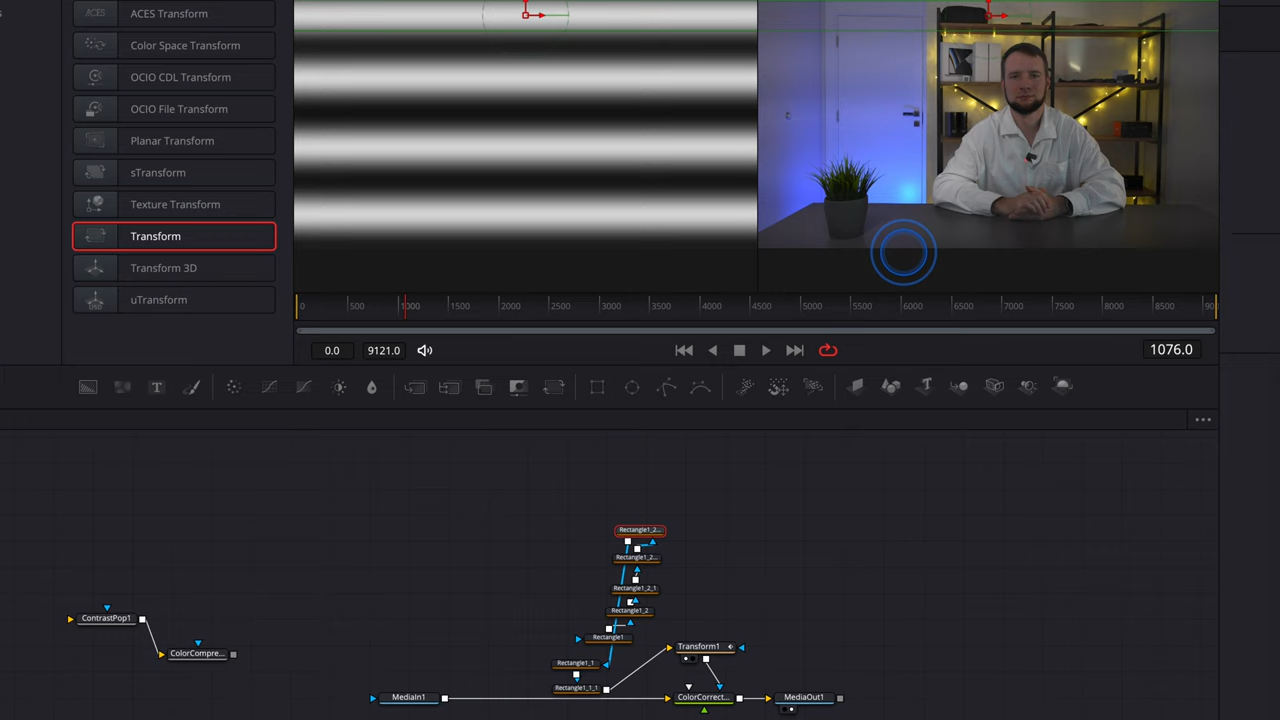 ACES
ACES Transform
Color Space Transform
OCIO CDL Transform
OCIO File Transform
Planar Transform
sTransform
Texture Transform
Transform
Transform 3D
USD
uTransform
0 500 1000 1500 2000 2500 3000 3500 4000 4500 5000 5500 6000 6500 7000 7500 8000 8500 90
0.0 9121.0 1076.0
T T
Rectangle1_2...
Rectangle1_2...
Rectangle1_2_1
Rectangle1_2
ContrastPop1
Rectangle1
Transform1
ColorCompre...
Rectangle1_1
Rectangle1_1_1
MediaIn1
ColorCorrect...
MediaOut1